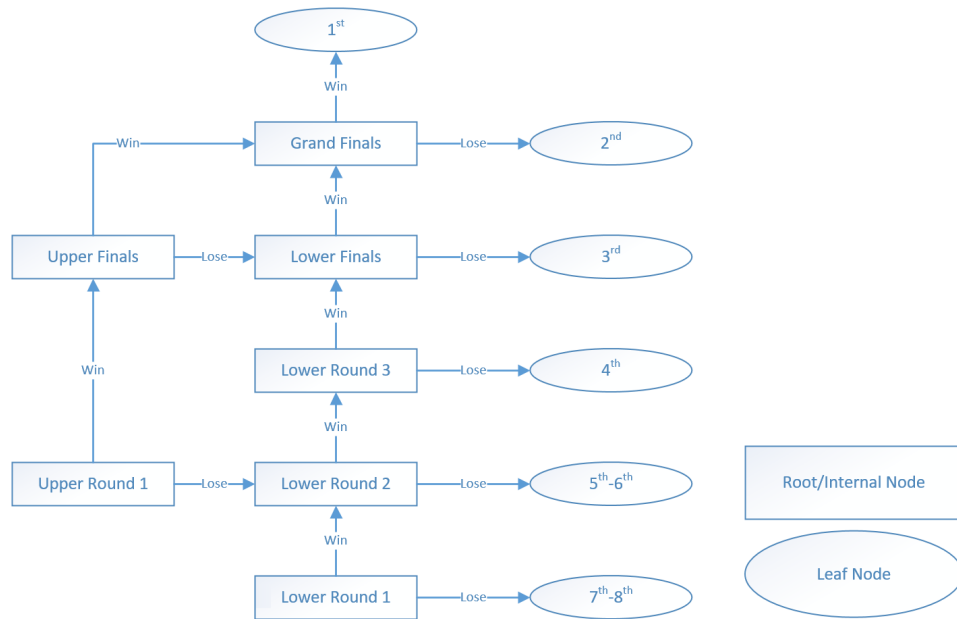 1st
Win
Win
Grand Finals
Lose
2nd
Win
Upper Finals
Lose
Lower Finals
Lose
3rd
Win
Win
Lower Round 3
Lose
4th
Win
Upper Round 1
Lose
Lower Round 2
Lose
5th-6th
Root/Internal Node
Win
Lower Round 1
Lose
7th-8th
Leaf Node